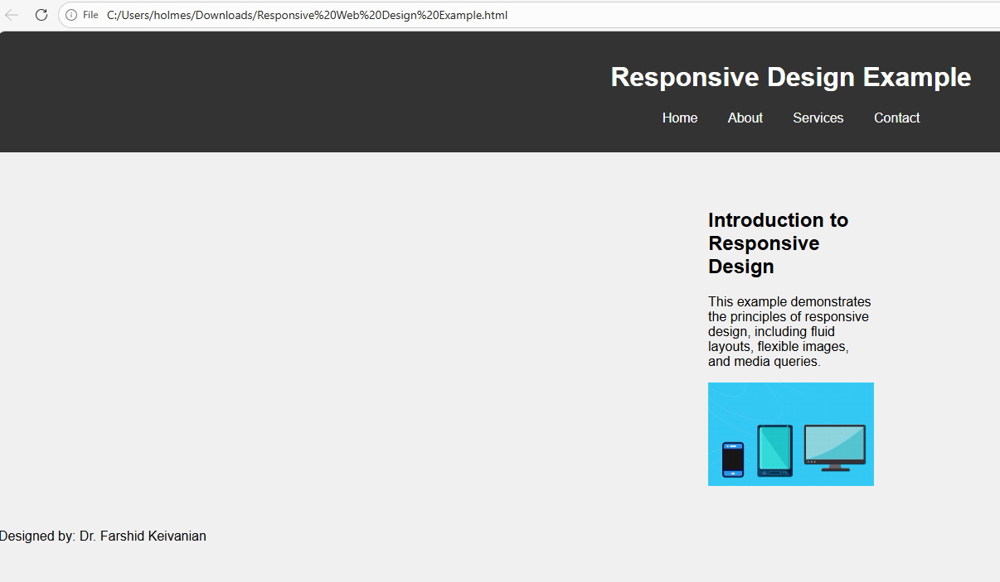 File C:/Users/holmes/Downloads/Responsive%20Web%20Design%20Example.html
Responsive Design Example
Home About Services Contact
Introduction to
Responsive
Design
This example demonstrates
the principles of responsive
design, including fluid
layouts, flexible images,
and media queries.
Designed by: Dr. Farshid Keivanian